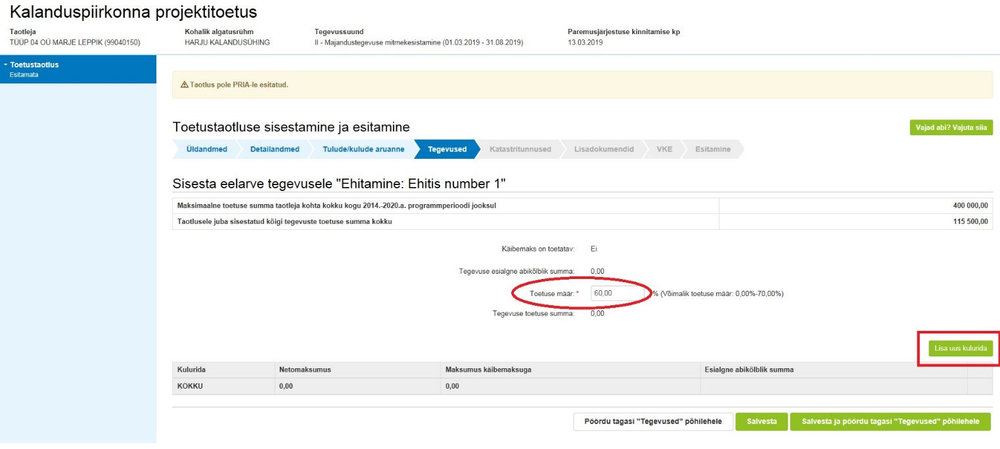 Kalanduspiirkonna projektitoetus
Taotleja Kohalik algatusrühm Tegevussuund Paremusjärjestuse kinnitamise kp
TÜÜP 04 OÜ MARJE LEPPIK (99040150) HARJU KALANDUSÜHING II - Majandustegevuse mitmekesistamine (01.03.2019 - 31.08.2019) 13.03.2019
Toetustaotlus
Esitamata
Taotlus pole PRIA-le esitatud.
Toetustaotluse sisestamine ja esitamine
Vajad abi? Vajuta siia
Üldandmed Detailandmed Tulude/kulude aruanne Tegevused Katastritunnused Lisadokumendid VKE Esitamine
Sisesta eelarve tegevusele "Ehitamine: Ehitis number 1"
Maksimaalne toetuse summa taotleja kohta kokku kogu 2014.-2020.a. programmperioodi jooksul 400 000,00
Taotlusele juba sisestatud kõigi tegevuste toetuse summa kokku 115 500,00
Käibemaks on toetatav: Ei
Tegevuse esialgne abikõlblik summa: 0,00
Toetuse määr: * 60,00 % (Võimalik toetuse määr: 0,00%-70,00%)
Tegevuse toetuse summa: 0,00
Lisa uus kulurida
Kulurida Netomaksumus Maksumus käibemaksuga Esialgne abikõlblik summa
KOKKU 0,00 0,00
Pöördu tagasi "Tegevused" põhilehele Salvesta Salvesta ja pöördu tagasi "Tegevused" põhilehele